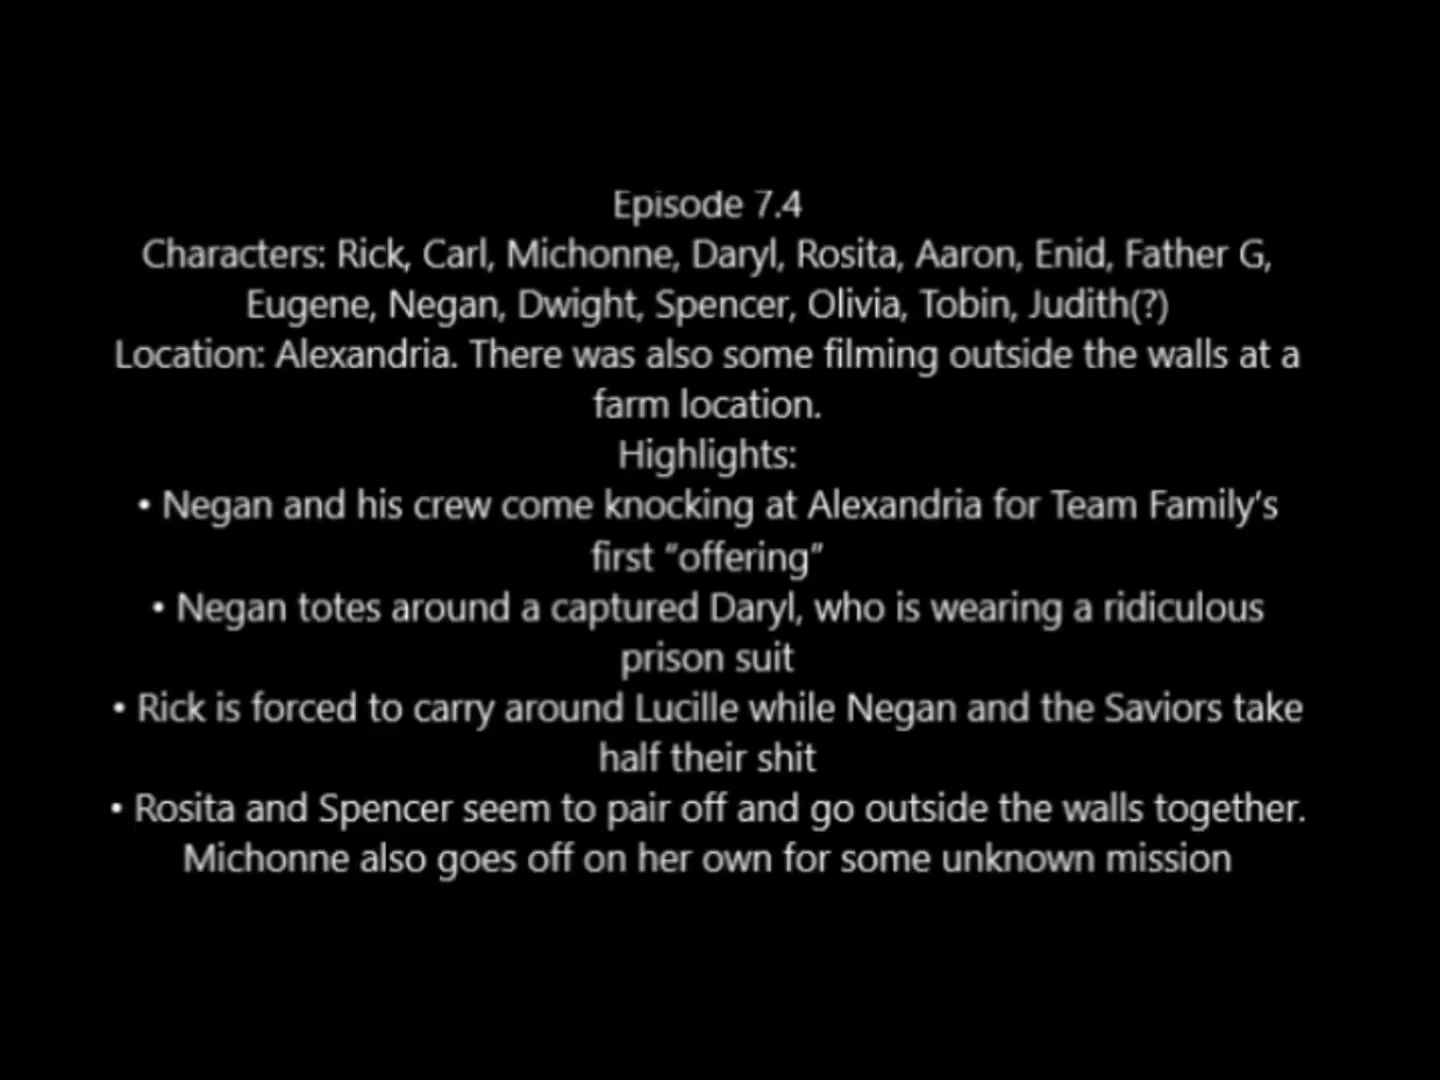 Episode 7.4
Characters: Rick, Carl, Michonne, Daryl, Rosita, Aaron, Enid, Father G,
Eugene, Negan, Dwight, Spencer, Olivia, Tobin, Judith(?)
Location: Alexandria. There was also some filming outside the walls at a
farm location.
Highlights:
• Negan and his crew come knocking at Alexandria for Team Family's
first "offering"
• Negan totes around a captured Daryl, who is wearing a ridiculous
prison suit
• Rick is forced to carry around Lucille while Negan and the Saviors take
half their shit
• Rosita and Spencer seem to pair off and go outside the walls together.
Michonne also goes off on her own for some unknown mission